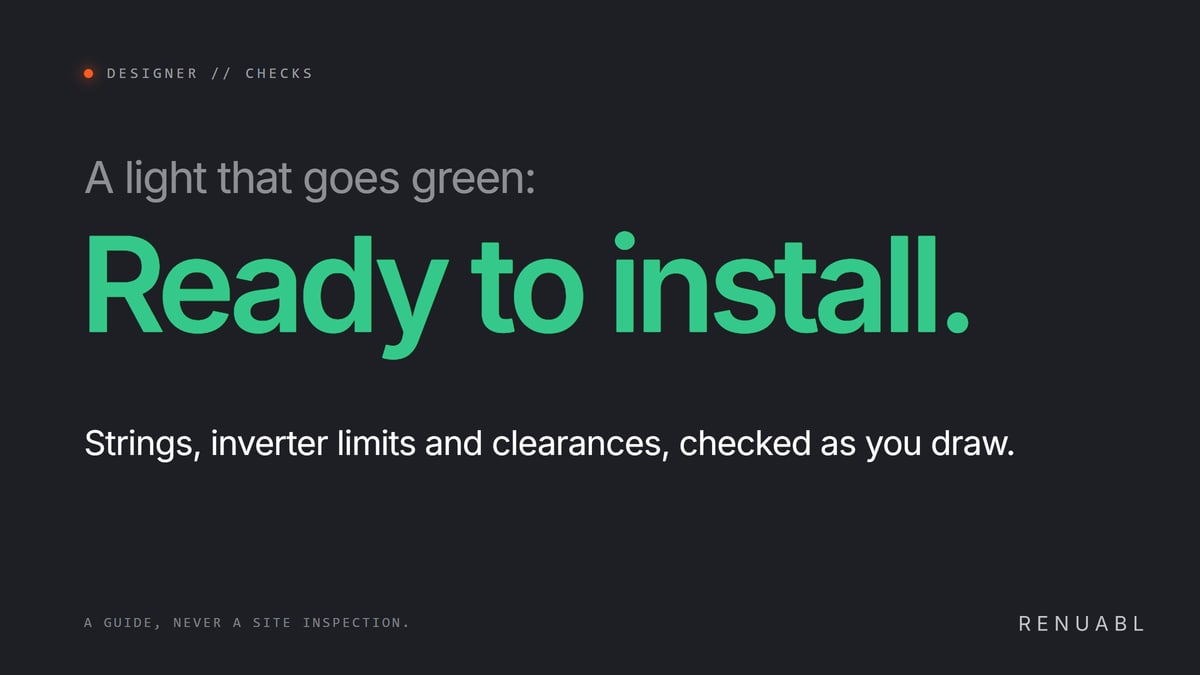 DESIGNER // CHECKS
A light that goes green:
Ready to install.
Strings, inverter limits and clearances, checked as you draw.
A GUIDE, NEVER A SITE INSPECTION.
RENUABL